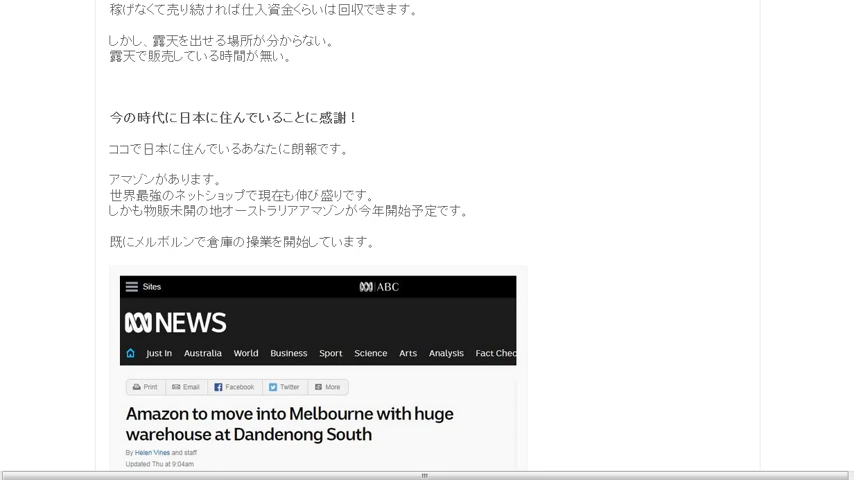 稼げなくて売り続ければ仕入資金くらいは回収できます。
しかし、露天を出せる場所が分からない。
露天で販売している時間が無い。
今の時代に日本に住んでいることに感謝！
ココで日本に住んでいるあなたに朗報です。
アマゾンがあります。
世界最強のネットショップで現在も伸び盛りです。
しかも物販未開の地オーストラリアアマゾンが今年開始予定です。
既にメルボルンで倉庫の操業を開始しています。
Sites
ABC
NEWS
Just In Australia World Business Sport Science Arts Analysis Fact Chec
Print Email Facebook Twitter More
Amazon to move into Melbourne with huge
warehouse at Dandenong South
By Helen Vines and staff
Updated Thu at 9:04am